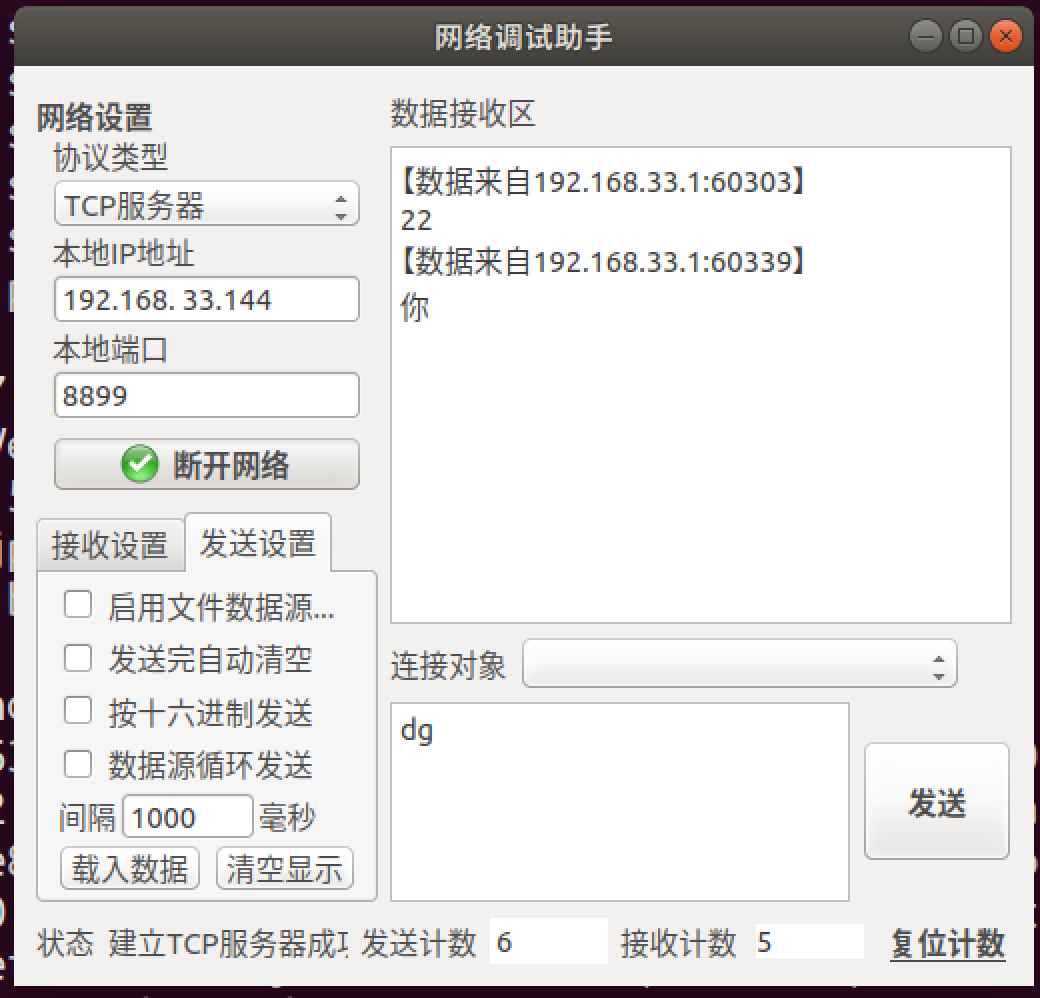 网络调试助手
网络设置
协议类型
TCP服务器
本地IP地址
192.168. 33.144
本地端口
8899
断开网络
接收设置 发送设置
启用文件数据源...
发送完自动清空
按十六进制发送
数据源循环发送
间隔 1000 毫秒
载入数据 清空显示
数据接收区
【数据来自192.168.33.1:60303】
22
【数据来自192.168.33.1:60339】
你
连接对象
dg
发送
状态 建立TCP服务器成 发送计数 6 接收计数 5 复位计数